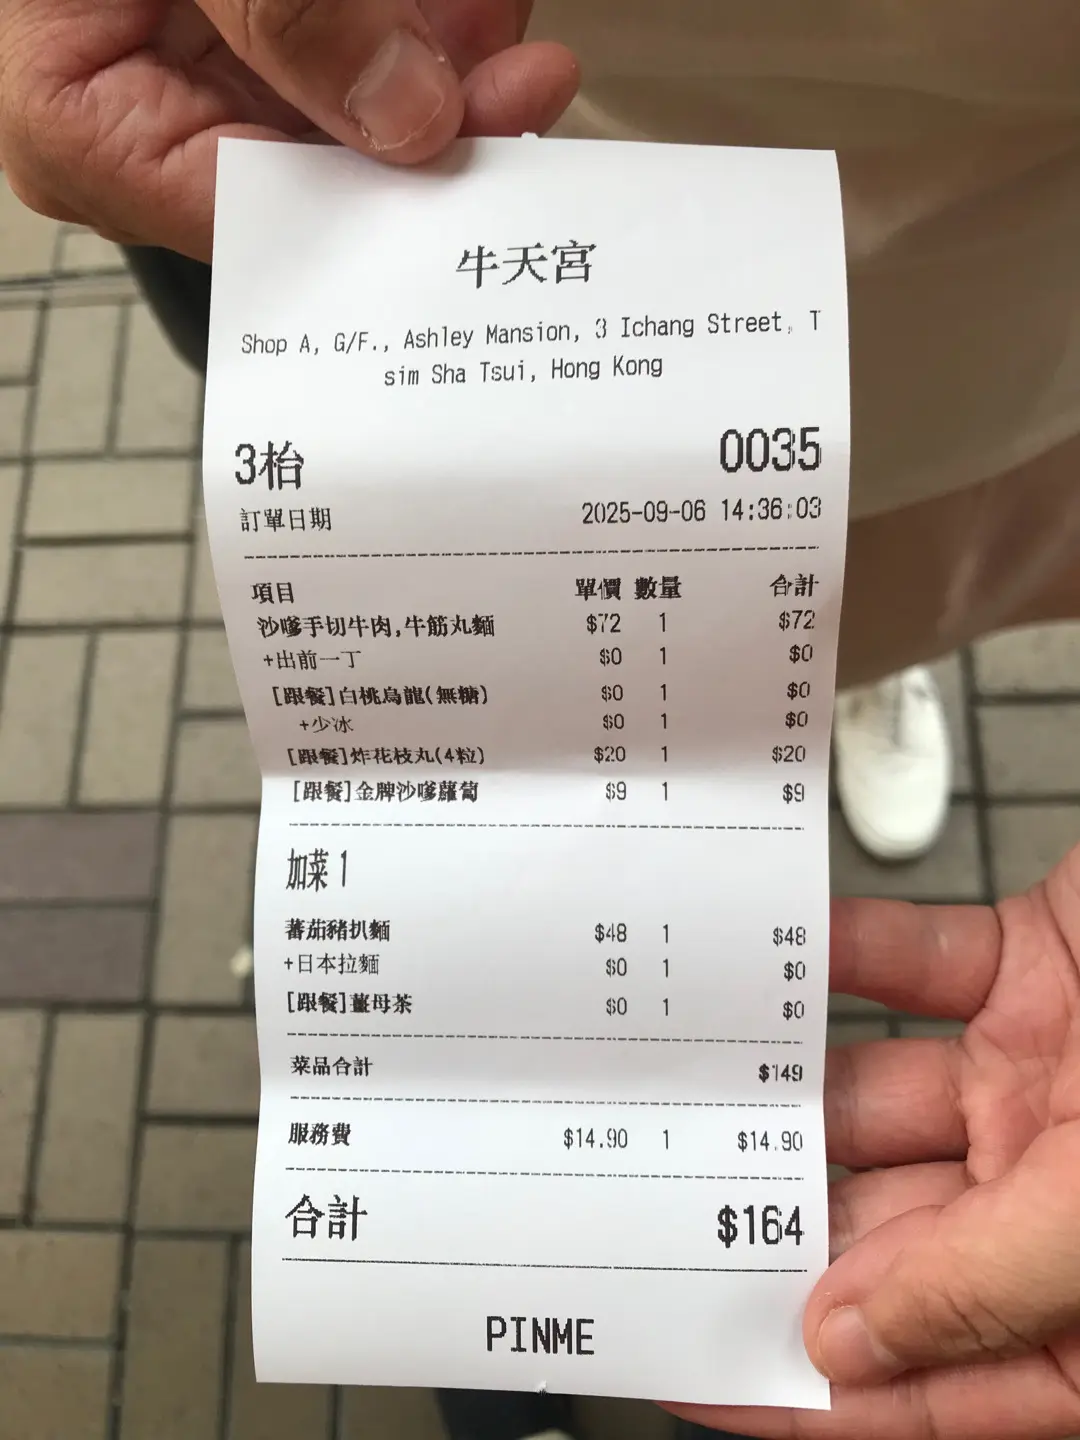 牛天宮
Shop A, G/F., Ashley Mansion, 3 Ichang Street, T
sim Sha Tsui, Hong Kong
3枱 0035
訂單日期 2025-09-06 14:36:03
項目 單價 數量 合計
沙嗲手切牛肉,牛筋丸麵 $72 1 $72
+出前一丁 $0 1 $0
[跟餐]白桃烏龍(無糖) $0 1 $0
+少冰 $0 1 $0
[跟餐]炸花枝丸(4粒) $20 1 $20
[跟餐]金牌沙嗲蘿蔔 $9 1 $9
加菜 1
蕃茄豬扒麵 $48 1 $48
+日本拉麵 $0 1 $0
[跟餐]薑母茶 $0 1 $0
菜品合計 $149
服務費 $14.90 1 $14.90
合計 $164
PINME